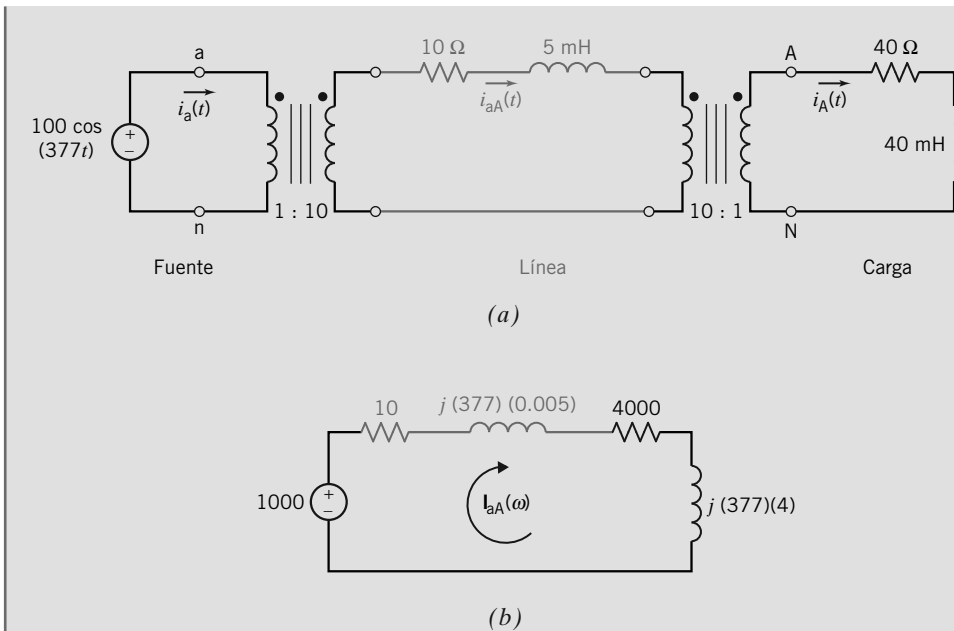 a
10 Ω
5 mH
A
40 Ω
i_a(t)
i_aA(t)
i_A(t)
100 cos
(377t)
+
−
40 mH
1 : 10
10 : 1
n
N
Fuente
Línea
Carga
(a)
10
j (377) (0.005)
4000
1000
+
−
I_aA(ω)
j (377)(4)
(b)